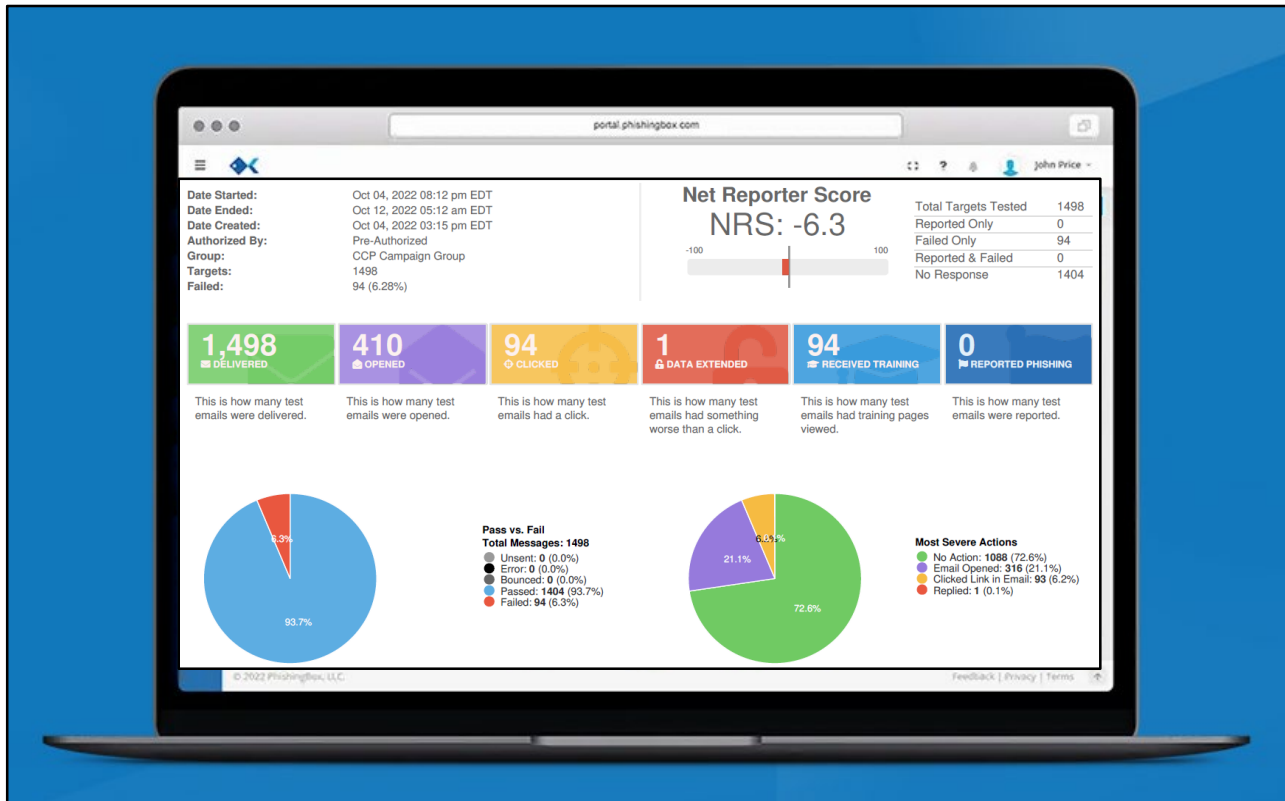 portal.phishingbox.com
John Price
Date Started: Oct 04, 2022 08:12 pm EDT
Date Ended: Oct 12, 2022 05:12 am EDT
Date Created: Oct 04, 2022 03:15 pm EDT
Authorized By: Pre-Authorized
Group: CCP Campaign Group
Targets: 1498
Failed: 94 (6.28%)
Net Reporter Score
NRS: -6.3
-100 100
Total Targets Tested 1498
Reported Only 0
Failed Only 94
Reported & Failed 0
No Response 1404
1,498
DELIVERED
This is how many test
emails were delivered.
410
OPENED
This is how many test
emails were opened.
94
CLICKED
This is how many test
emails had a click.
1
DATA EXTENDED
This is how many test
emails had something
worse than a click.
94
RECEIVED TRAINING
This is how many test
emails had training pages
viewed.
0
REPORTED PHISHING
This is how many test
emails were reported.
6.3%
93.7%
Pass vs. Fail
Total Messages: 1498
Unsent: 0 (0.0%)
Error: 0 (0.0%)
Bounced: 0 (0.0%)
Passed: 1404 (93.7%)
Failed: 94 (6.3%)
21.1%
72.6%
Most Severe Actions
No Action: 1088 (72.6%)
Email Opened: 316 (21.1%)
Clicked Link in Email: 93 (6.2%)
Replied: 1 (0.1%)
© 2022 PhishingBox, LLC.
Feedback | Privacy | Terms